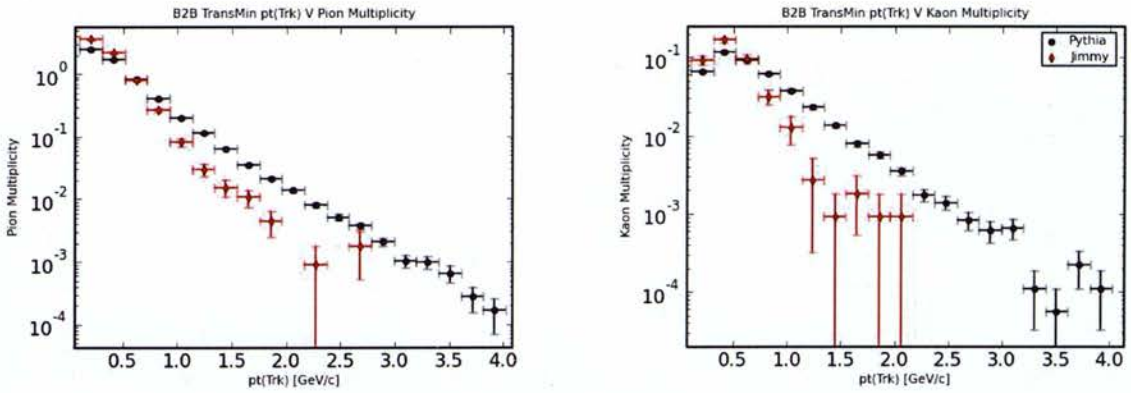 B2B TransMin pt(Trk) V Pion Multiplicity
Pion Multiplicity
10^0
10^-1
10^-2
10^-3
10^-4
0.5 1.0 1.5 2.0 2.5 3.0 3.5 4.0
pt(Trk) [GeV/c]
B2B TransMin pt(Trk) V Kaon Multiplicity
Kaon Multiplicity
Pythia
Jimmy
10^-1
10^-2
10^-3
10^-4
0.5 1.0 1.5 2.0 2.5 3.0 3.5 4.0
pt(Trk) [GeV/c]